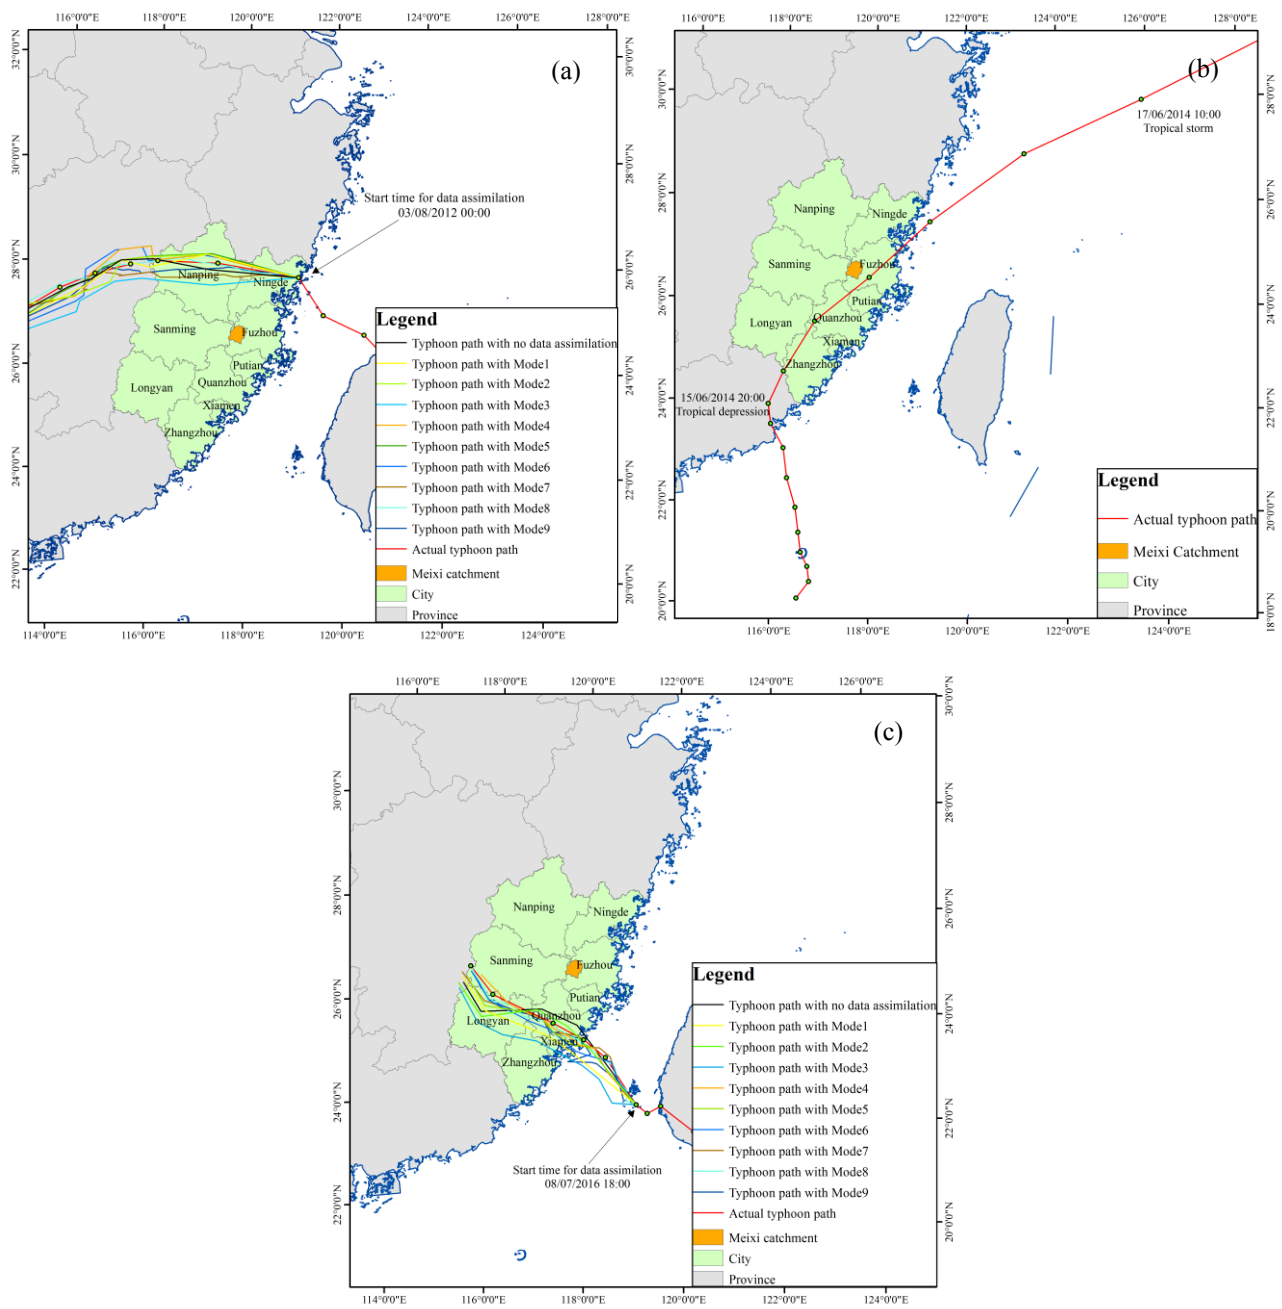 114°0'0"E 116°0'0"E 118°0'0"E 120°0'0"E 122°0'0"E 124°0'0"E 126°0'0"E 128°0'0"E
(a)
32°0'0"N
30°0'0"N
28°0'0"N
26°0'0"N
24°0'0"N
22°0'0"N
30°0'0"N
28°0'0"N
26°0'0"N
24°0'0"N
22°0'0"N
20°0'0"N
Start time for data assimilation
03/08/2012 00:00
Nanping
Ningde
Sanming
Fuzhou
Putian
Longyan
Quanzhou
Xiamen
Zhangzhou
Legend
Typhoon path with no data assimilation
Typhoon path with Mode1
Typhoon path with Mode2
Typhoon path with Mode3
Typhoon path with Mode4
Typhoon path with Mode5
Typhoon path with Mode6
Typhoon path with Mode7
Typhoon path with Mode8
Typhoon path with Mode9
Actual typhoon path
Meixi catchment
City
Province
114°0'0"E 116°0'0"E 118°0'0"E 120°0'0"E 122°0'0"E 124°0'0"E
116°0'0"E 118°0'0"E 120°0'0"E 122°0'0"E 124°0'0"E 126°0'0"E 128°0'0"E
(b)
30°0'0"N
28°0'0"N
26°0'0"N
24°0'0"N
22°0'0"N
20°0'0"N
28°0'0"N
26°0'0"N
24°0'0"N
22°0'0"N
20°0'0"N
18°0'0"N
17/06/2014 10:00
Tropical storm
Nanping
Ningde
Sanming
Fuzhou
Putian
Longyan
Quanzhou
Xiamen
Zhangzhou
15/06/2014 20:00
Tropical depression
Legend
Actual typhoon path
Meixi Catchment
City
Province
116°0'0"E 118°0'0"E 120°0'0"E 122°0'0"E 124°0'0"E
116°0'0"E 118°0'0"E 120°0'0"E 122°0'0"E 124°0'0"E 126°0'0"E
(c)
30°0'0"N
28°0'0"N
26°0'0"N
24°0'0"N
22°0'0"N
30°0'0"N
28°0'0"N
26°0'0"N
24°0'0"N
22°0'0"N
20°0'0"N
Nanping
Ningde
Sanming
Fuzhou
Putian
Longyan
Quanzhou
Xiamen
Zhangzhou
Start time for data assimilation
08/07/2016 18:00
Legend
Typhoon path with no data assimilation
Typhoon path with Mode1
Typhoon path with Mode2
Typhoon path with Mode3
Typhoon path with Mode4
Typhoon path with Mode5
Typhoon path with Mode6
Typhoon path with Mode7
Typhoon path with Mode8
Typhoon path with Mode9
Actual typhoon path
Meixi catchment
City
Province
114°0'0"E 116°0'0"E 118°0'0"E 120°0'0"E 122°0'0"E 124°0'0"E